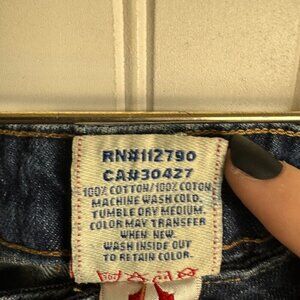 RN#112790
CA#30427
100% COTTON/100% COTON
MACHINE WASH COLD.
TUMBLE DRY MEDIUM.
COLOR MAY TRANSFER
WHEN NEW.
WASH INSIDE OUT
TO RETAIN COLOR.